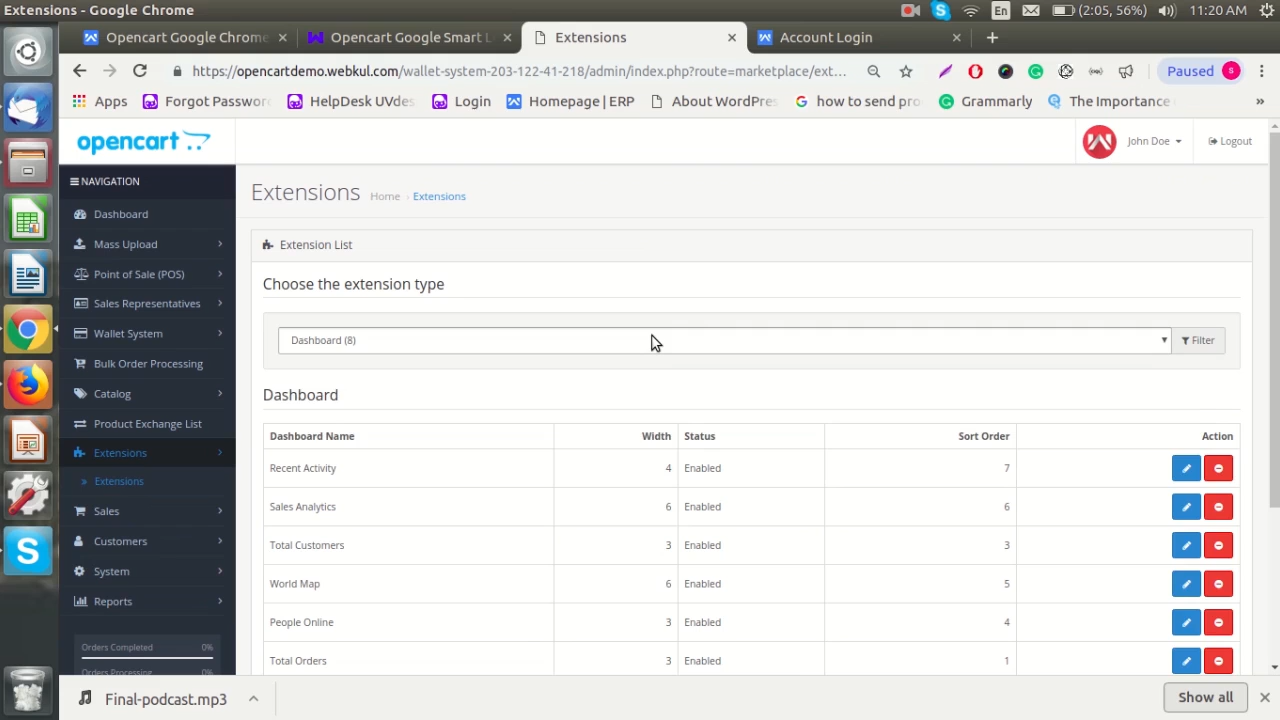 Extensions - Google Chrome
En
(2:05, 56%)
11:20 AM
Opencart Google Chrome
Opencart Google Smart L
Extensions
Account Login
https://opencartdemo.webkul.com/wallet-system-203-122-41-218/admin/index.php?route=marketplace/ext...
Paused
S
Apps
Forgot Passwor
HelpDesk UVdes
Login
Homepage | ERP
About WordPre
how to send pro
Grammarly
The Importance
»
opencart
John Doe
Logout
NAVIGATION
Dashboard
Mass Upload
Point of Sale (POS)
Sales Representatives
Wallet System
Bulk Order Processing
Catalog
Product Exchange List
Extensions
» Extensions
Sales
Customers
System
Reports
Orders Completed 0%
Orders Processing
Extensions
Home › Extensions
Extension List
Choose the extension type
Dashboard (8)
Filter
Dashboard
Dashboard Name Width Status Sort Order Action
Recent Activity 4 Enabled 7
Sales Analytics 6 Enabled 6
Total Customers 3 Enabled 3
World Map 6 Enabled 5
People Online 3 Enabled 4
Total Orders 3 Enabled 1
Final-podcast.mp3
Show all